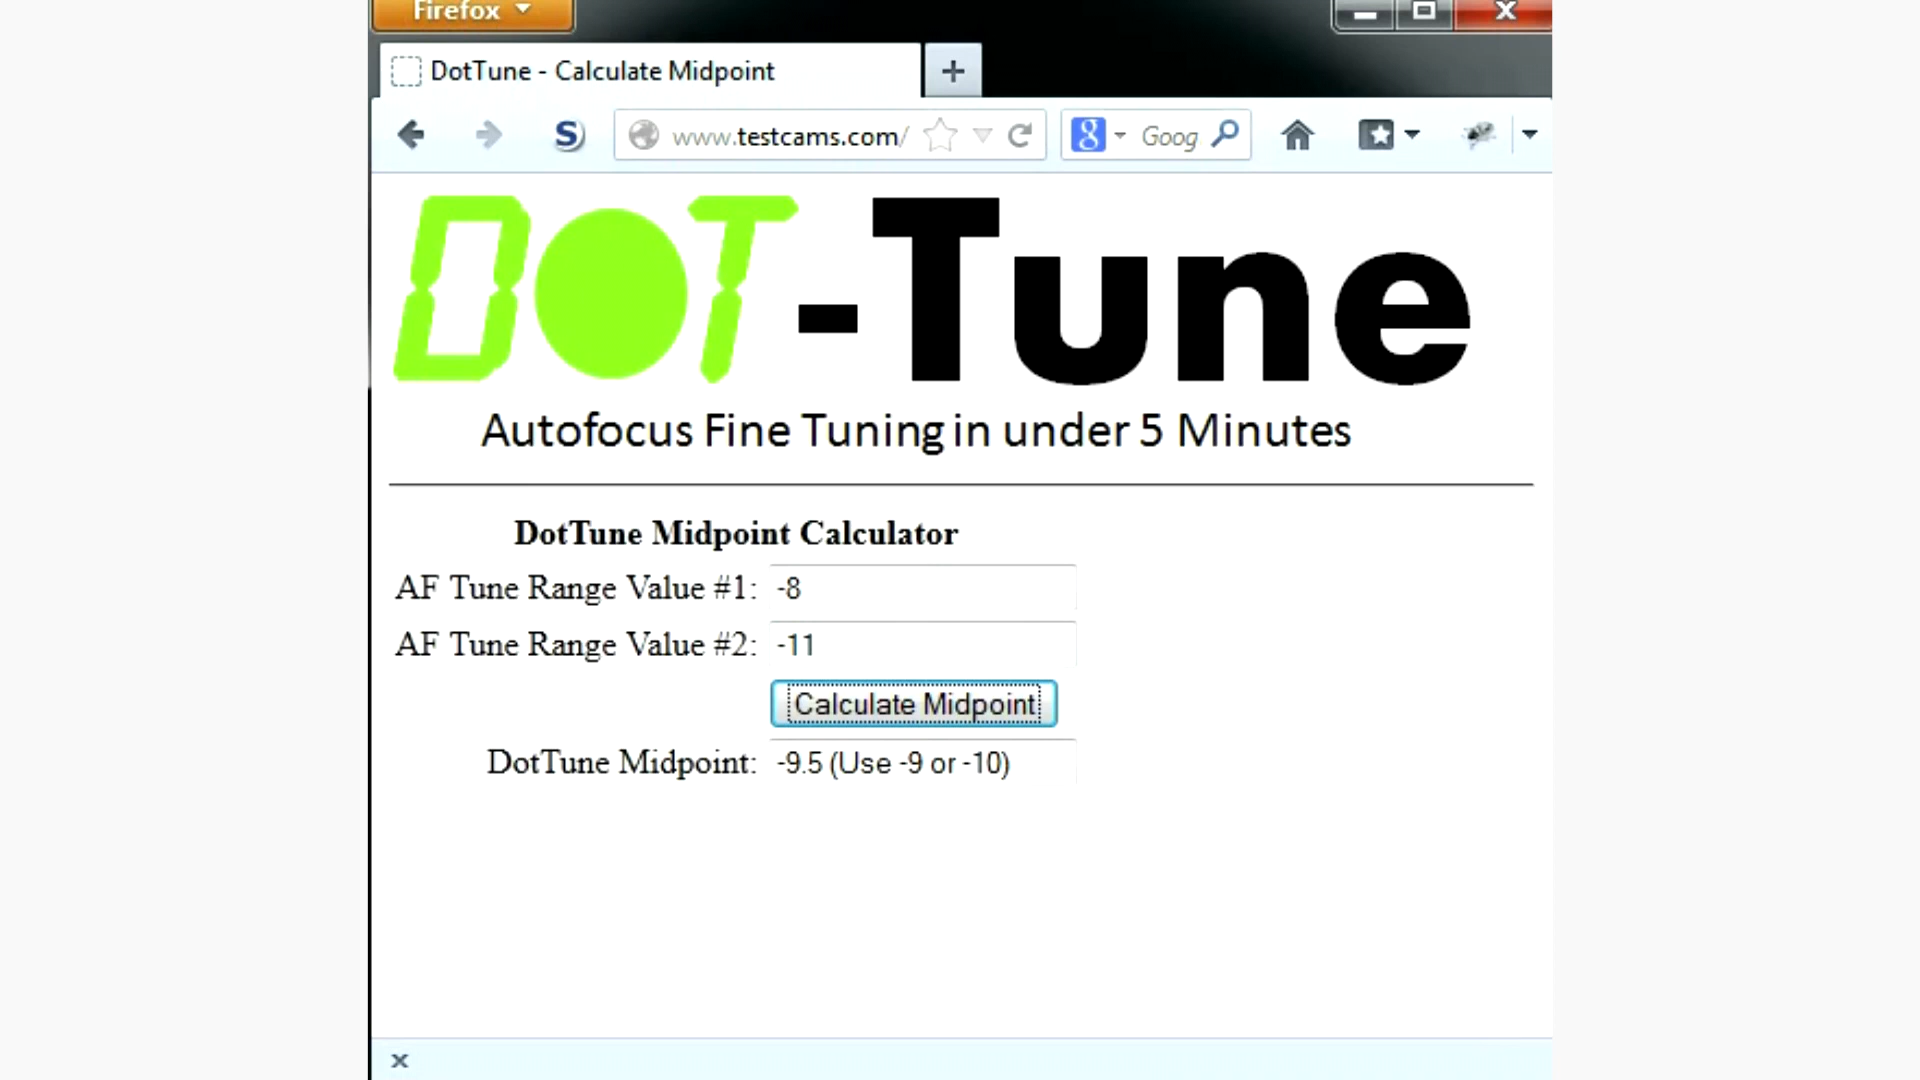 Firefox
DotTune - Calculate Midpoint
www.testcams.com/
Goog
DOT-Tune
Autofocus Fine Tuning in under 5 Minutes
DotTune Midpoint Calculator
AF Tune Range Value #1: -8
AF Tune Range Value #2: -11
Calculate Midpoint
DotTune Midpoint: -9.5 (Use -9 or -10)